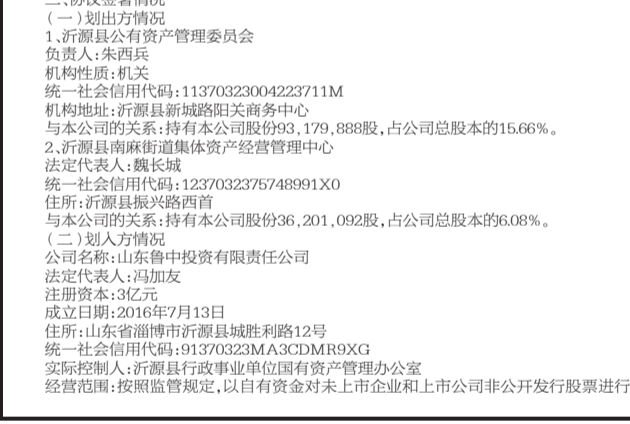 二、协议签署情况
(一)划出方情况
1、沂源县公有资产管理委员会
负责人:朱西兵
机构性质:机关
统一社会信用代码:11370323004223711M
机构地址:沂源县新城路阳关商务中心
与本公司的关系:持有本公司股份93,179,888股,占公司总股本的15.66%。
2、沂源县南麻街道集体资产经营管理中心
法定代表人:魏长城
统一社会信用代码:1237032375748991X0
住所:沂源县振兴路西首
与本公司的关系:持有本公司股份36,201,092股,占公司总股本的6.08%。
(二)划入方情况
公司名称:山东鲁中投资有限责任公司
法定代表人:冯加友
注册资本:3亿元
成立日期:2016年7月13日
住所:山东省淄博市沂源县城胜利路12号
统一社会信用代码:91370323MA3CDMR9XG
实际控制人:沂源县行政事业单位国有资产管理办公室
经营范围:按照监管规定,以自有资金对未上市企业和上市公司非公开发行股票进行